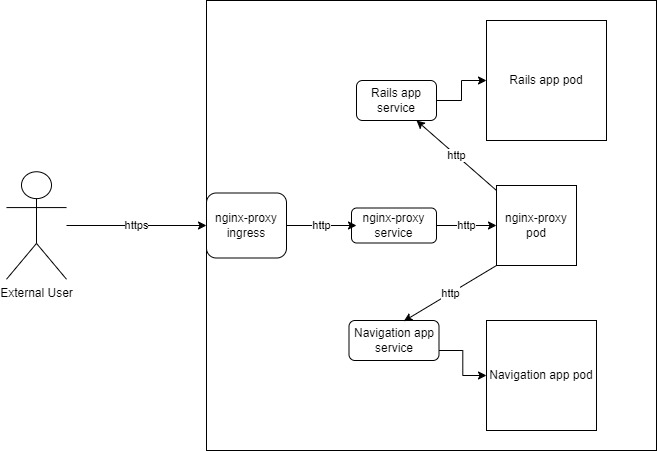 Rails app
service
Rails app pod
http
External User
https
nginx-proxy
ingress
http
nginx-proxy
service
http
nginx-proxy
pod
http
Navigation app
service
Navigation app pod